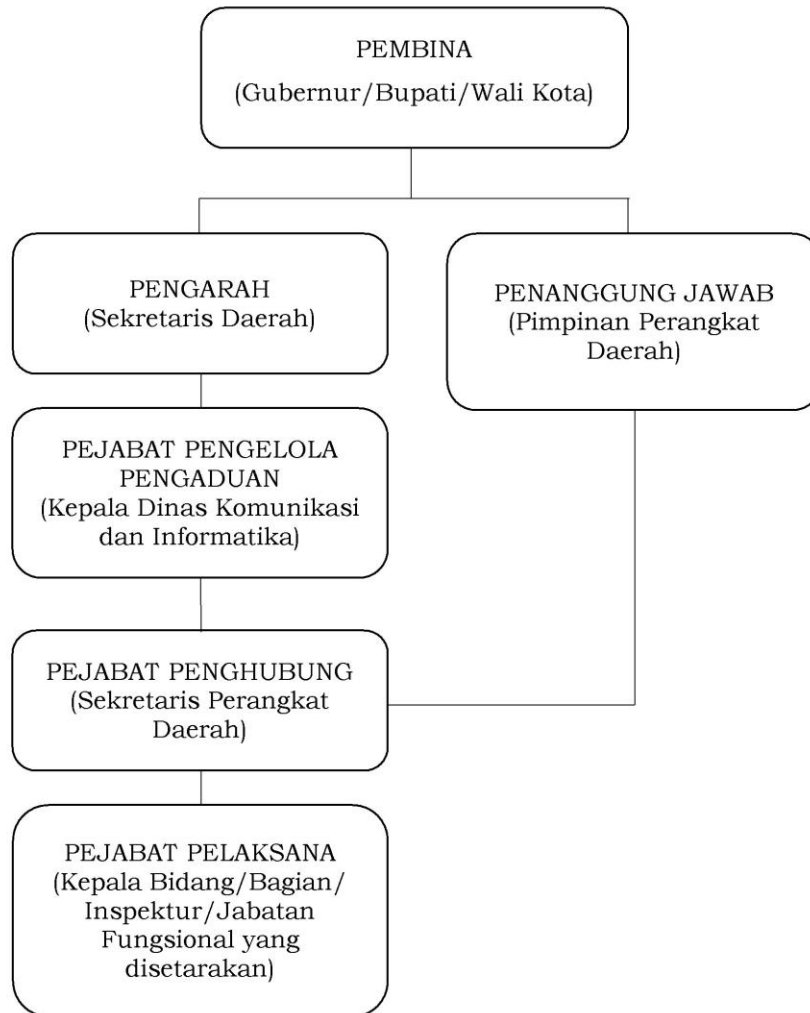 PEMBINA
(Gubernur/Bupati/Wali Kota)
PENGARAH
(Sekretaris Daerah)
PENANGGUNG JAWAB
(Pimpinan Perangkat
Daerah)
PEJABAT PENGELOLA
PENGADUAN
(Kepala Dinas Komunikasi
dan Informatika)
PEJABAT PENGHUBUNG
(Sekretaris Perangkat
Daerah)
PEJABAT PELAKSANA
(Kepala Bidang/Bagian/
Inspektur/Jabatan
Fungsional yang
disetarakan)